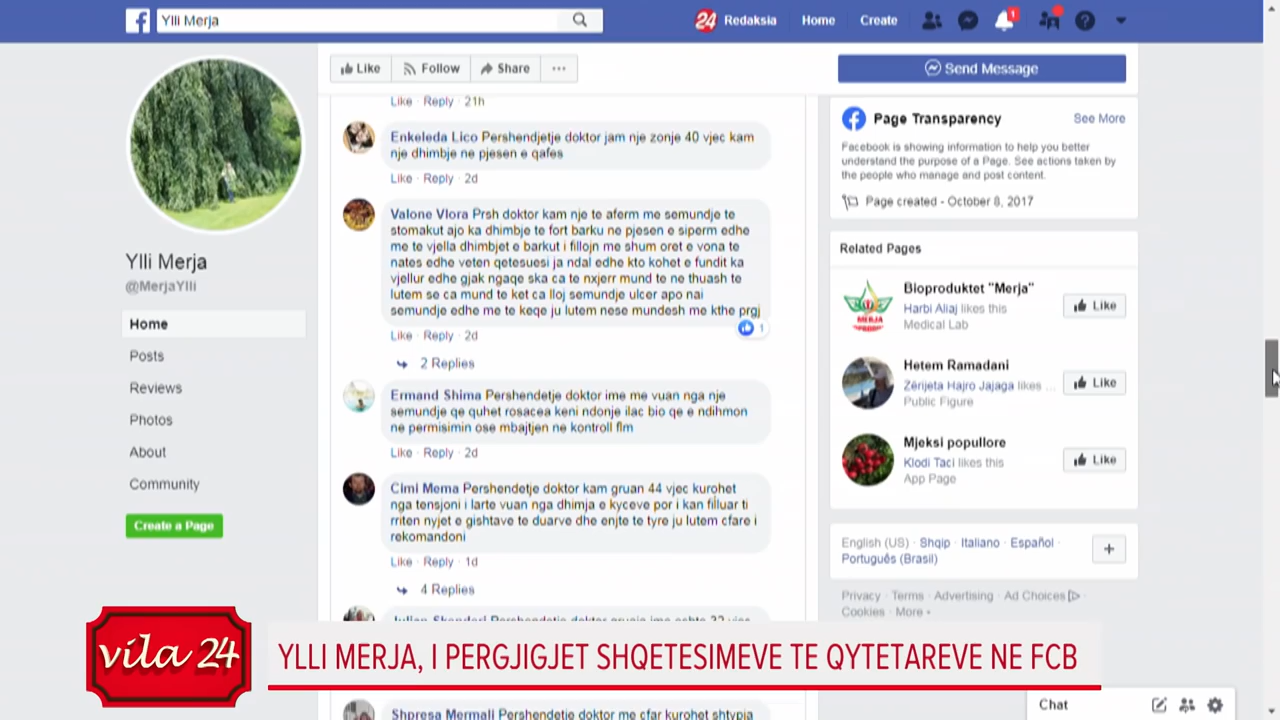 Ylli Merja
24 Redaksia
Home
Create
1
Like
Follow
Share
Send Message
Ylli Merja
@MerjaYlli
Home
Posts
Reviews
Photos
About
Community
Create a Page
Like · Reply · 21h
Enkeleda Lico Pershendjetje doktor jam nje zonje 40 vjec kam
nje dhimbje ne pjesen e qafes
Like · Reply · 2d
Valone Vlora Prsh doktor kam nje te aferm me semundje te
stomakut ajo ka dhimbje te fort barku ne pjesen e siperm edhe
me te vjella dhimbjet e barkut i fillojn me shum oret e vona te
nates edhe veten qetesuesi ja ndal edhe kto kohet e fundit ka
vjellur edhe gjak ngaqe ska ca te nxjerr mund te ne thuash te
lutem se ca mund te ket ca lloj semundje ulcer apo nai
semundje edhe me te keqe ju lutem nese mundesh me kthe prgj
1
Like · Reply · 2d
2 Replies
Ermand Shima Pershendetje doktor ime me vuan nga nje
semundje qe quhet rosacea keni ndonje ilac bio qe e ndihmon
ne permisimin ose mbajtjen ne kontroll flm
Like · Reply · 2d
Cimi Mema Pershendetje doktor kam gruan 44 vjec kurohet
nga tensjoni i larte vuan nga dhimja e kyceve por i kan filluar ti
rriten nyjet e gishtave te duarve dhe enjte te tyre ju lutem cfare i
rekomandoni
Like · Reply · 1d
4 Replies
Pershendetje doktor
Shpresa Mermali Pershendetje doktor me cfar kurohet shtypja
Page Transparency
See More
Facebook is showing information to help you better
understand the purpose of a Page. See actions taken by
the people who manage and post content.
Page created - October 8, 2017
Related Pages
Bioproduktet "Merja"
Harbi Aliaj likes this
Medical Lab
Like
MERJA
Hetem Ramadani
Zërijeta Hajro Jajaga likes ...
Public Figure
Like
Mjeksi popullore
Klodi Taci likes this
App Page
Like
English (US) · Shqip · Italiano · Español ·
Português (Brasil)
Privacy · Terms · Advertising · Ad Choices ·
Cookies · More
vila 24
YLLI MERJA, I PERGJIGJET SHQETESIMEVE TE QYTETAREVE NE FCB
Chat